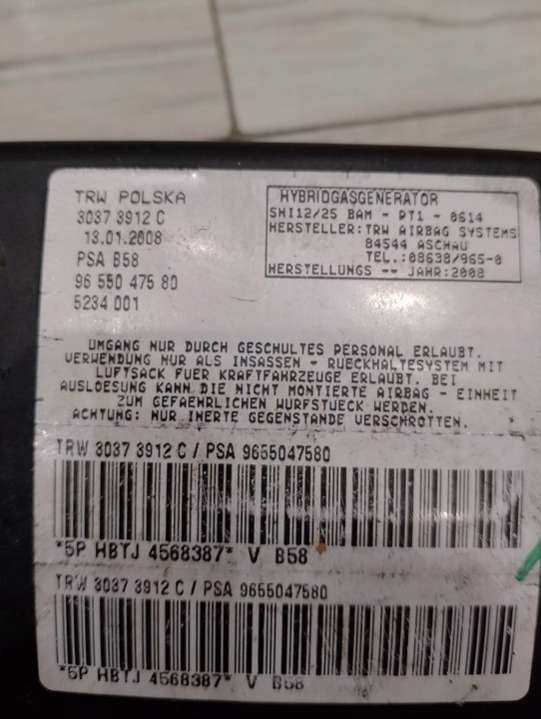 TRW POLSKA
3037 3912 C
13.01.2008
PSA B58
96 550 475 80
5234 001
HYBRIDGASGENERATOR
SHI12/25 BAM - PT1 - 0614
HERSTELLER: TRW AIRBAG SYSTEMS
84544 ASCHAU
TEL.:08638/965-0
HERSTELLUNGS -- JAHR:2008
UMGANG NUR DURCH GESCHULTES PERSONAL ERLAUBT.
VERWENDUNG NUR ALS INSASSEN - RUECKHALTESYSTEM MIT
LUFTSACK FUER KRAFTFAHRZEUGE ERLAUBT. BEI
AUSLOESUNG KANN DIE NICHT MONTIERTE AIRBAG - EINHEIT
ZUM GEFAEHRLICHEN WURFSTUECK WERDEN.
ACHTUNG: NUR INERTE GEGENSTANDE VERSCHROTTEN.
TRW 3037 3912 C / PSA 9655047580
*5P HBTJ 4568387* V B58
TRW 3037 3912 C / PSA 9655047580
*5P HBTJ 4568387* V B58